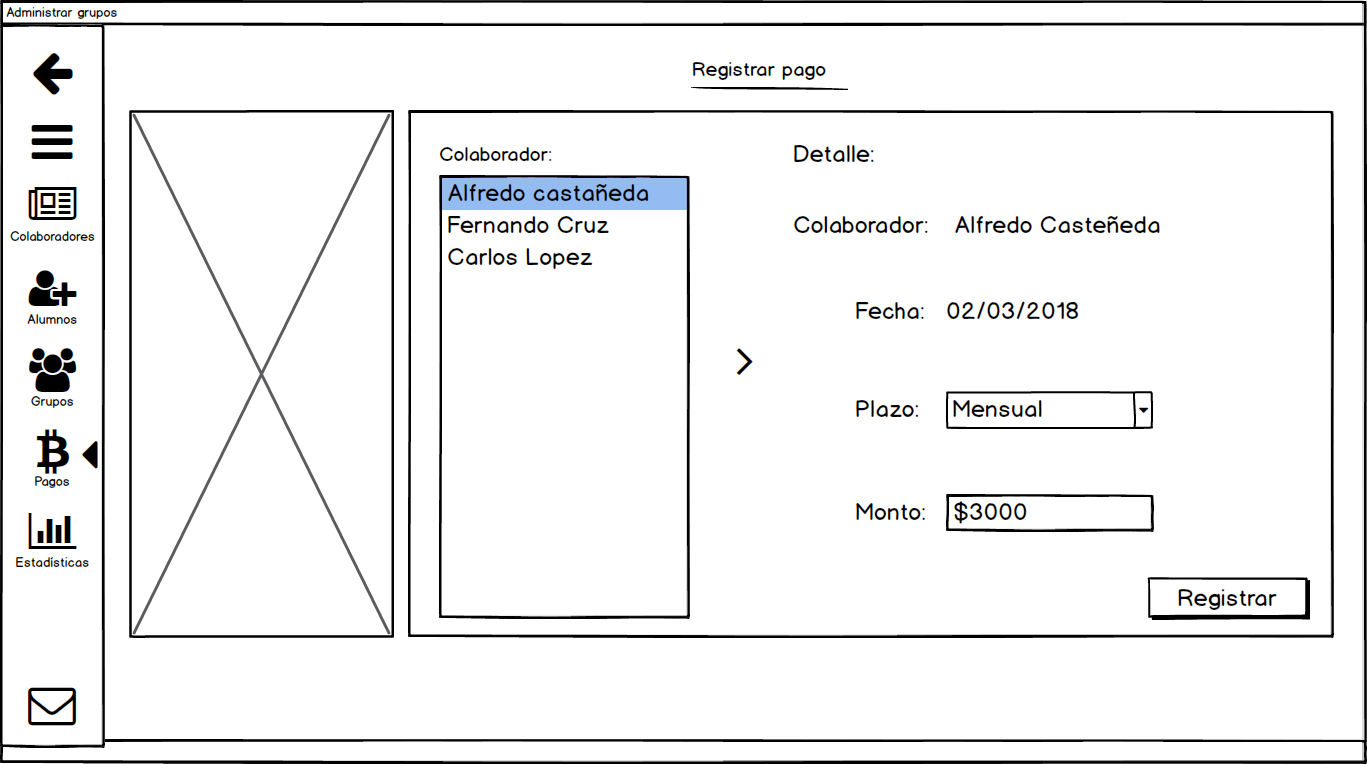 Administrar grupos
Colaboradores
Alumnos
Grupos
Pagos
Estadísticas
Registrar pago
Colaborador:
Alfredo castañeda
Fernando Cruz
Carlos Lopez
Detalle:
Colaborador: Alfredo Casteñeda
Fecha: 02/03/2018
Plazo: Mensual
Monto: $3000
Registrar